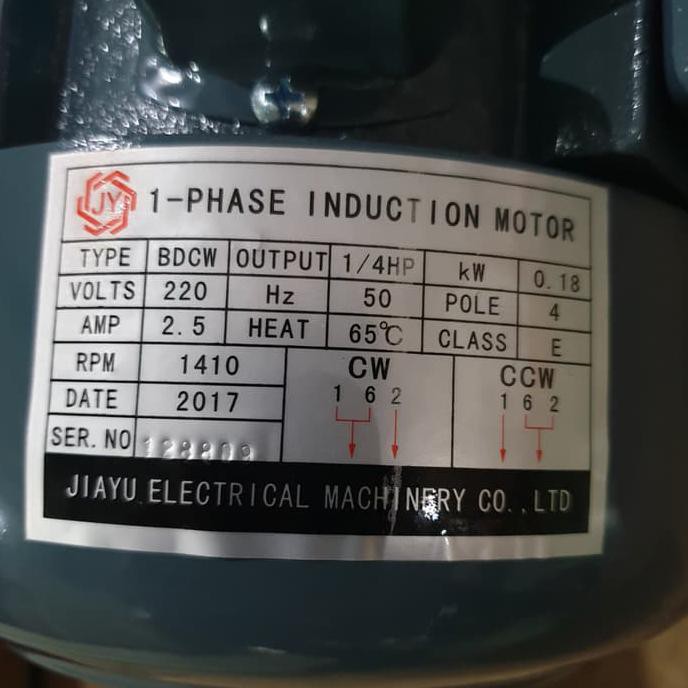 JY
1-PHASE INDUCTION MOTOR
TYPE BDCW OUTPUT 1/4HP kW 0.18
VOLTS 220 Hz 50 POLE 4
AMP 2.5 HEAT 65℃ CLASS E
RPM 1410 CW CCW
DATE 2017 1 6 2 1 6 2
SER. NO 128809
JIAYU ELECTRICAL MACHINERY CO., LTD